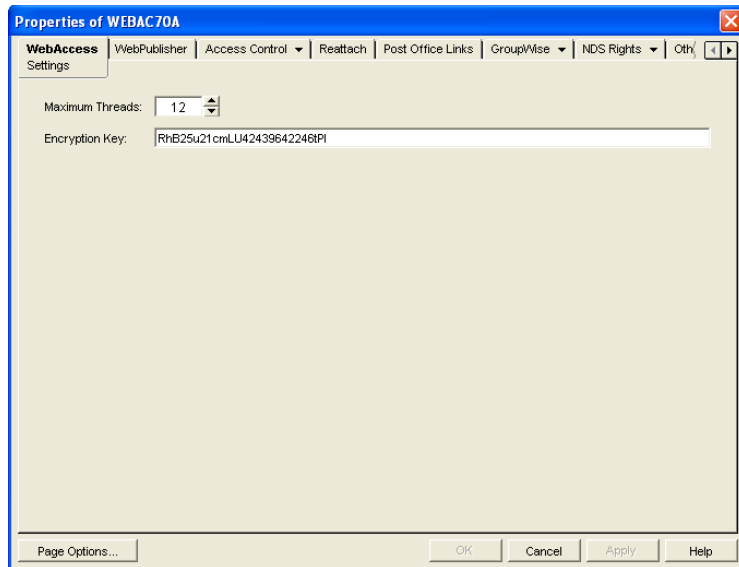 Properties of WEBAC70A
WebAccess WebPublisher Access Control Reattach Post Office Links GroupWise NDS Rights Oth
Settings
Maximum Threads: 12
Encryption Key: RhB25u21cmLU42439642246tPI
Page Options... OK Cancel Apply Help